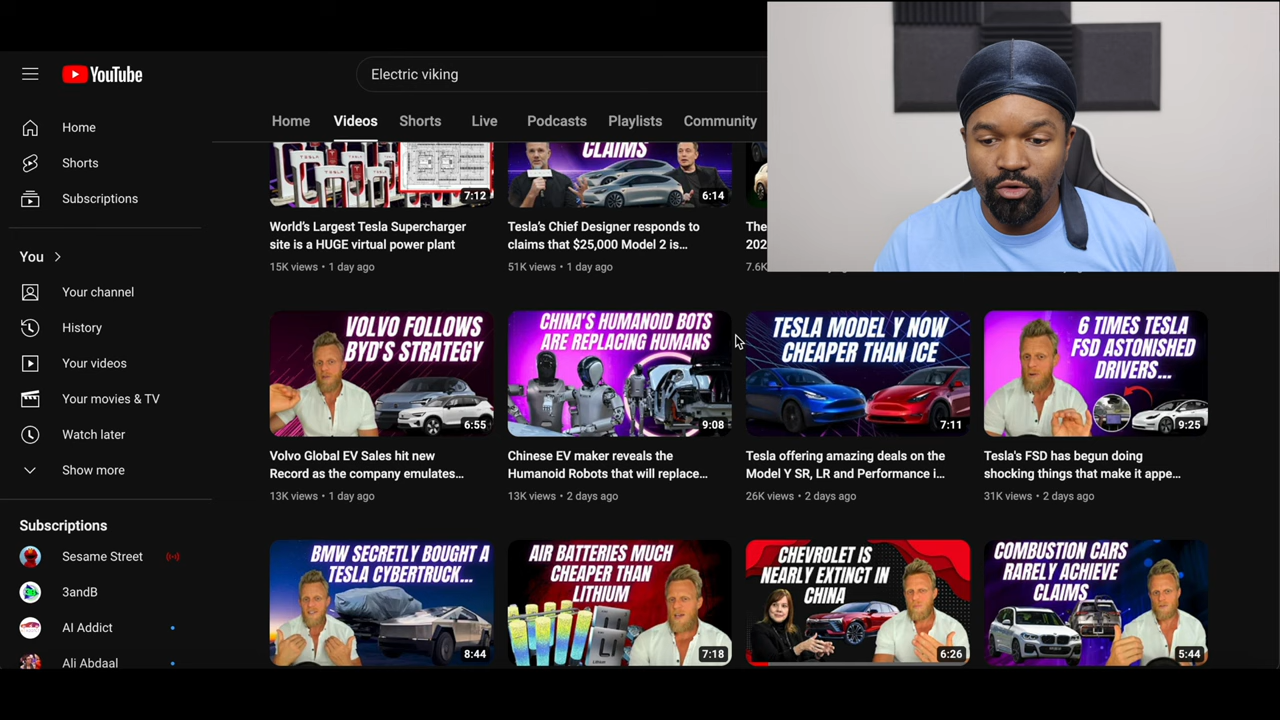 YouTube
Electric viking
Home
Videos
Shorts
Live
Podcasts
Playlists
Community
Home
Shorts
Subscriptions
You
Your channel
History
Your videos
Your movies & TV
Watch later
Show more
Subscriptions
Sesame Street
3andB
AI Addict
Ali Abdaal
TESLA
7:12
World's Largest Tesla Supercharger
site is a HUGE virtual power plant
15K views • 1 day ago
CLAIMS
6:14
Tesla's Chief Designer responds to
claims that $25,000 Model 2 is...
51K views • 1 day ago
The
202
7.6K
VOLVO FOLLOWS
BYD'S STRATEGY
6:55
Volvo Global EV Sales hit new
Record as the company emulates...
13K views • 1 day ago
CHINA'S HUMANOID BOTS
ARE REPLACING HUMANS
9:08
Chinese EV maker reveals the
Humanoid Robots that will replace...
13K views • 2 days ago
TESLA MODEL Y NOW
CHEAPER THAN ICE
7:11
Tesla offering amazing deals on the
Model Y SR, LR and Performance i...
26K views • 2 days ago
6 TIMES TESLA
FSD ASTONISHED
DRIVERS...
9:25
Tesla's FSD has begun doing
shocking things that make it appe...
31K views • 2 days ago
BMW SECRETLY BOUGHT A
TESLA CYBERTRUCK...
8:44
AIR BATTERIES MUCH
CHEAPER THAN
LITHIUM
7:18
CHEVROLET IS
NEARLY EXTINCT IN
CHINA
6:26
COMBUSTION CARS
RARELY ACHIEVE
CLAIMS
5:44